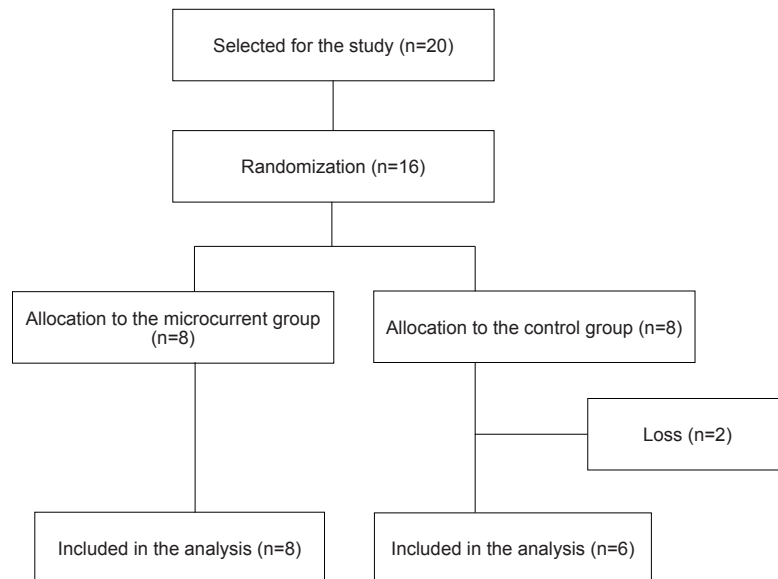 Selected for the study (n=20)
Randomization (n=16)
Allocation to the microcurrent group
(n=8)
Allocation to the control group (n=8)
Loss (n=2)
Included in the analysis (n=8)
Included in the analysis (n=6)